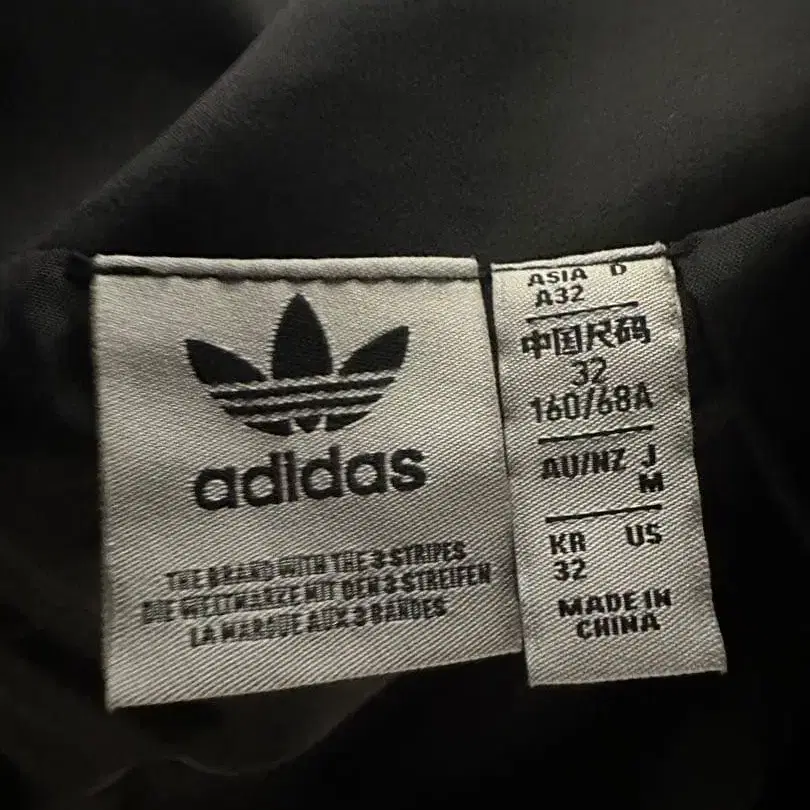 adidas
THE BRAND WITH THE 3 STRIPES
DIE WELTMARKE MIT DEN 3 STREIFEN
LA MARQUE AUX 3 BANDES
ASIA D
A32
中国尺码
32
160/68A
AU/NZ J
M
KR US
32
MADE IN
CHINA